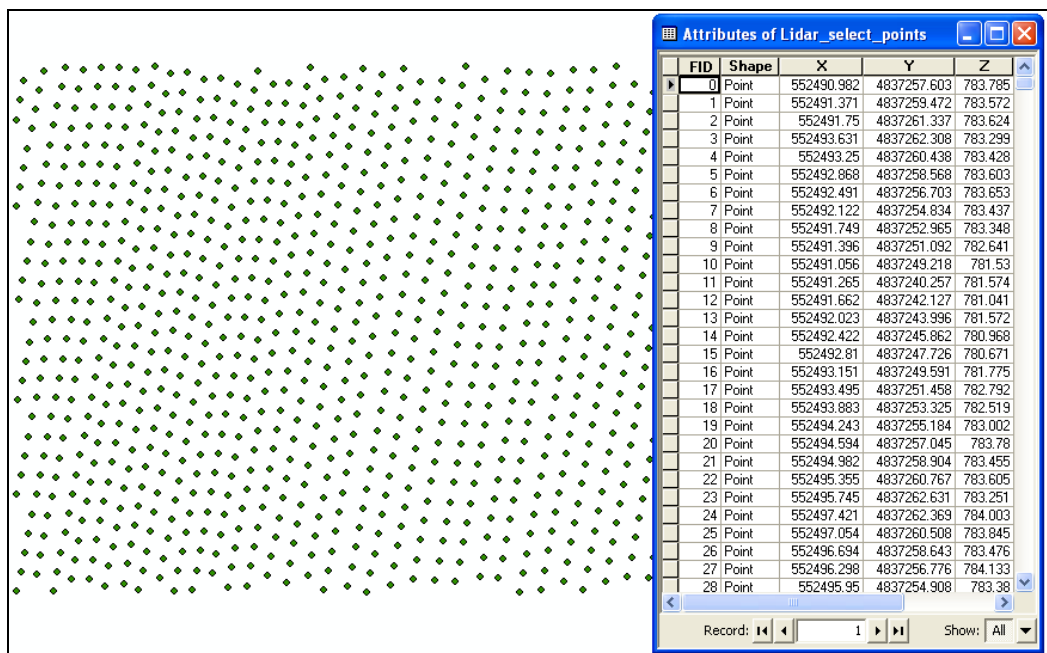 Attributes of Lidar_select_points
FID Shape X Y Z
0 Point 552490.982 4837257.603 783.785
1 Point 552491.371 4837259.472 783.572
2 Point 552491.75 4837261.337 783.624
3 Point 552493.631 4837262.308 783.299
4 Point 552493.25 4837260.438 783.428
5 Point 552492.868 4837258.568 783.603
6 Point 552492.491 4837256.703 783.653
7 Point 552492.122 4837254.834 783.437
8 Point 552491.749 4837252.965 783.348
9 Point 552491.396 4837251.092 782.641
10 Point 552491.056 4837249.218 781.53
11 Point 552491.265 4837240.257 781.574
12 Point 552491.662 4837242.127 781.041
13 Point 552492.023 4837243.996 781.572
14 Point 552492.422 4837245.862 780.968
15 Point 552492.81 4837247.726 780.671
16 Point 552493.151 4837249.591 781.775
17 Point 552493.495 4837251.458 782.792
18 Point 552493.883 4837253.325 782.519
19 Point 552494.243 4837255.184 783.002
20 Point 552494.594 4837257.045 783.78
21 Point 552494.982 4837258.904 783.455
22 Point 552495.355 4837260.767 783.605
23 Point 552495.745 4837262.631 783.251
24 Point 552497.421 4837262.369 784.003
25 Point 552497.054 4837260.508 783.845
26 Point 552496.694 4837258.643 783.476
27 Point 552496.298 4837256.776 784.133
28 Point 552495.95 4837254.908 783.38
Record: 1 Show: All